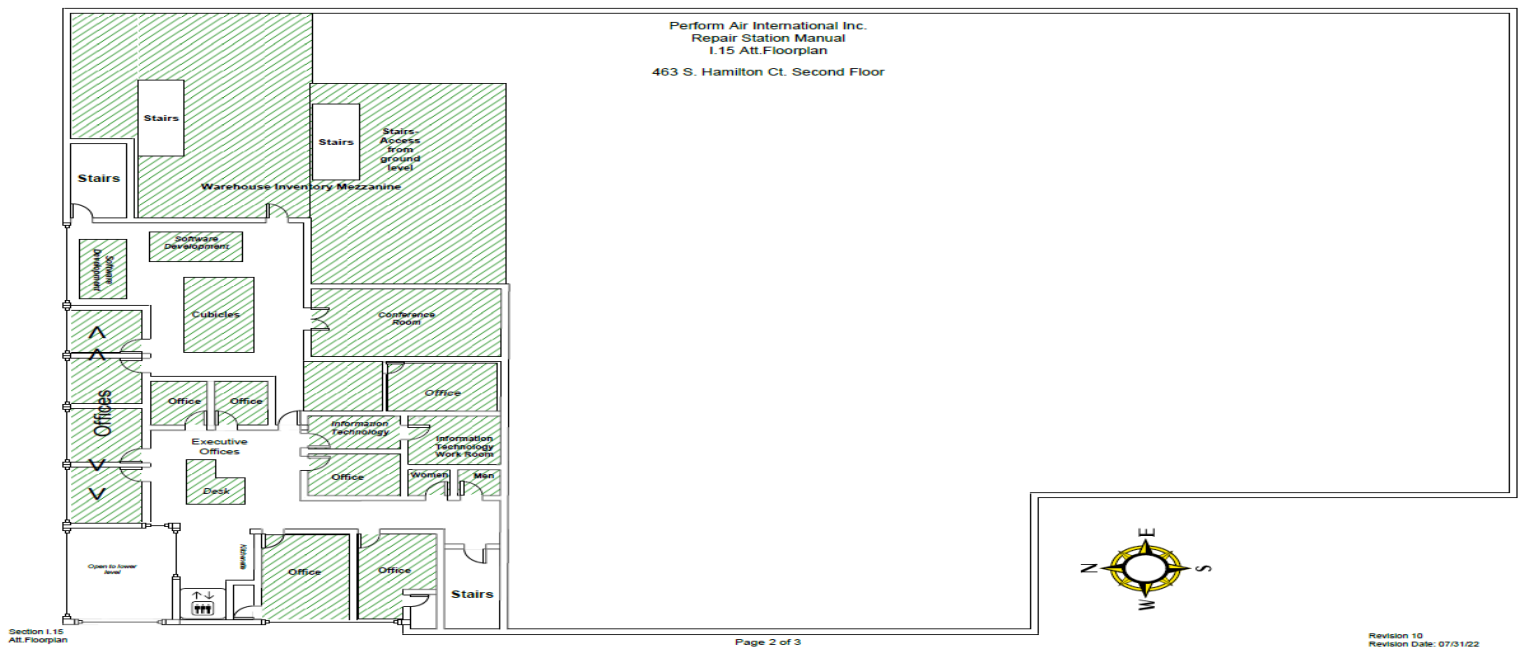 Perform Air International Inc.
Repair Station Manual
I.15 Att.Floorplan
463 S. Hamilton Ct. Second Floor
Stairs
Stairs
Stairs-
Access
from
ground
level
Stairs
Warehouse Inventory Mezzanine
Software
Development
Software
Development
Cubicles
Conference
Room
<
<
Offices
>
>
Office
Office
Office
Information
Technology
Information
Technology
Work Room
Executive
Offices
Office
Women
Men
Desk
Open to lower
level
Kitchenette
Office
Office
Stairs
E
N
S
W
Section I.15
Att.Floorplan
Page 2 of 3
Revision 10
Revision Date: 07/31/22